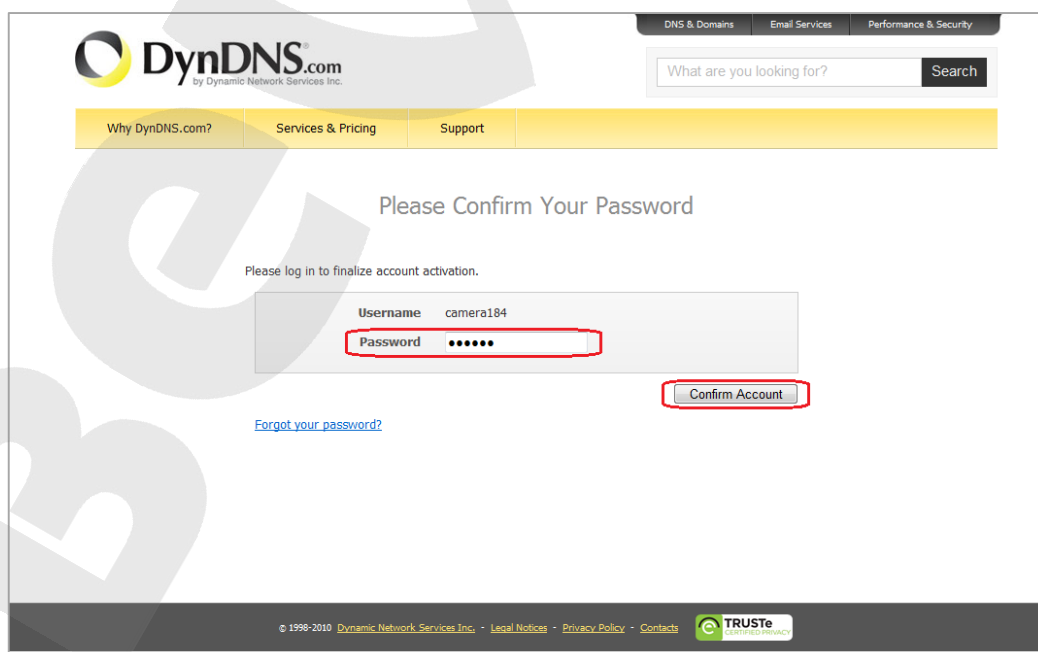 DNS & Domains Email Services Performance & Security
DynDNS.com
by Dynamic Network Services Inc.
What are you looking for? Search
Why DynDNS.com? Services & Pricing Support
Please Confirm Your Password
Please log in to finalize account activation.
Username camera184
Password ••••••
Confirm Account
Forgot your password?
© 1998-2010 Dynamic Network Services Inc. - Legal Notices - Privacy Policy - Contacts
TRUSTe
CERTIFIED PRIVACY